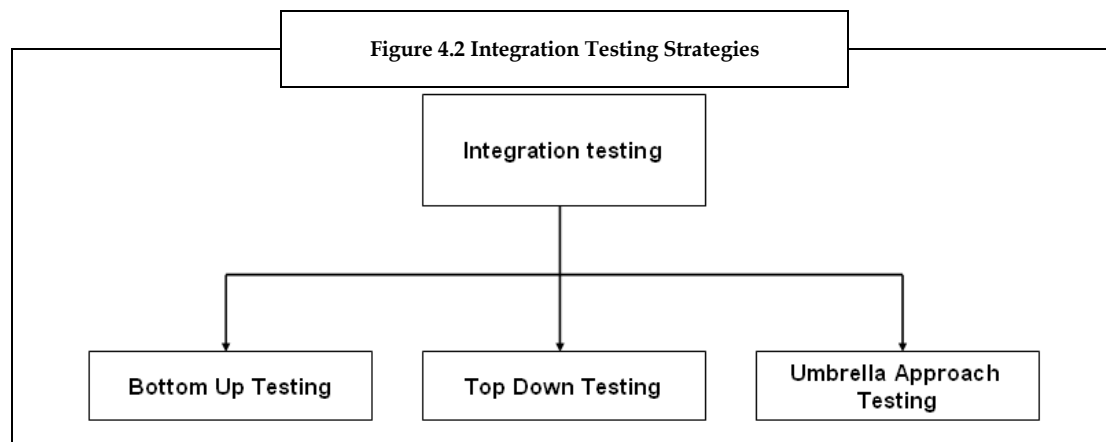 Figure 4.2 Integration Testing Strategies
Integration testing
Bottom Up Testing
Top Down Testing
Umbrella Approach
Testing